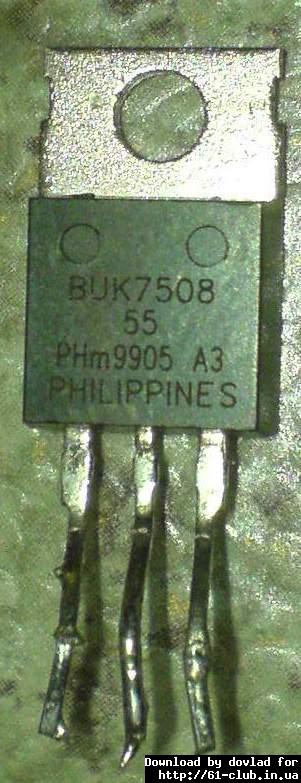 BUK7508
55
PHm9905 A3
PHILIPPINES
Download by dovlad for
http://61-club.in.ua